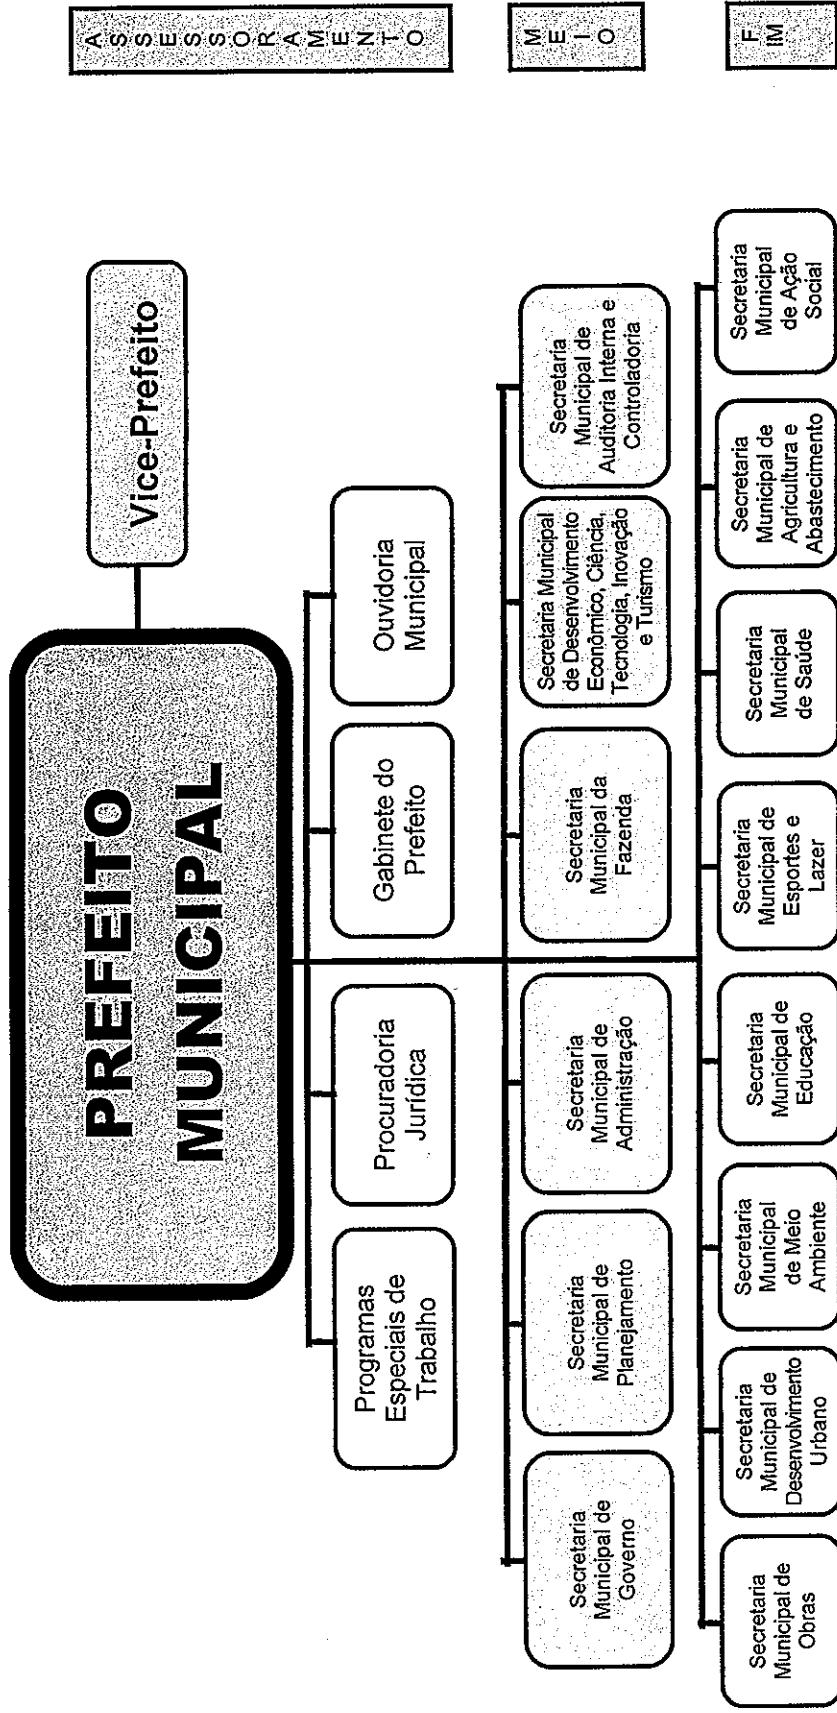 PREFEITO
MUNICIPAL
Vice-Prefeito
ASSESSORAMENTO
Programas
Especiais de
Trabalho
Procuradoria
Jurídica
Gabinete do
Prefeito
Ouvidoria
Municipal
MEIO
Secretaria
Municipal de
Governo
Secretaria
Municipal de
Planejamento
Secretaria
Municipal de
Administração
Secretaria
Municipal da
Fazenda
Secretaria Municipal
de Desenvolvimento
Econômico, Ciência,
Tecnologia, Inovação
e Turismo
Secretaria
Municipal de
Auditoria Interna e
Controladoria
FIM
Secretaria
Municipal de
Obras
Secretaria
Municipal de
Desenvolvimento
Urbano
Secretaria
Municipal
de Meio
Ambiente
Secretaria
Municipal de
Educação
Secretaria
Municipal de
Esportes e
Lazer
Secretaria
Municipal
de Saúde
Secretaria
Municipal de
Agricultura e
Abastecimento
Secretaria
Municipal
de Ação
Social